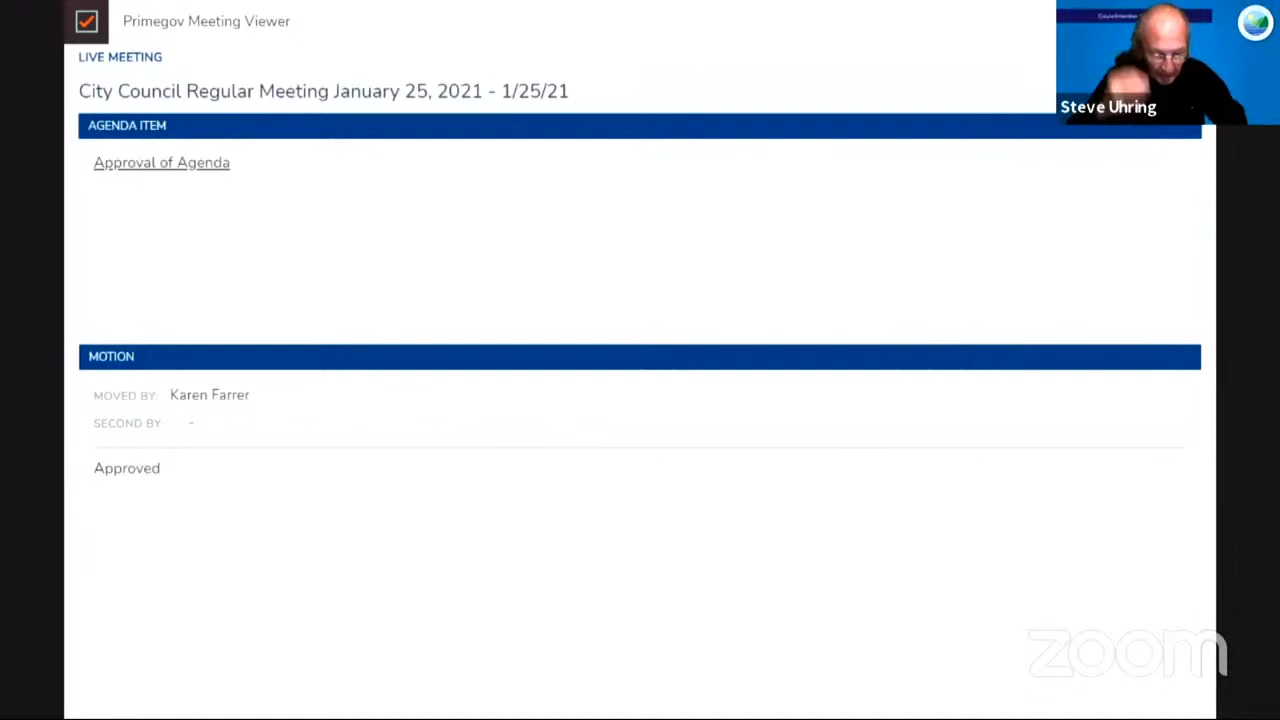 Primegov Meeting Viewer
LIVE MEETING
City Council Regular Meeting January 25, 2021 - 1/25/21
AGENDA ITEM
Approval of Agenda
MOTION
MOVED BY: Karen Farrer
SECOND BY -
Approved
Councilmember
Steve Uhring
zoom